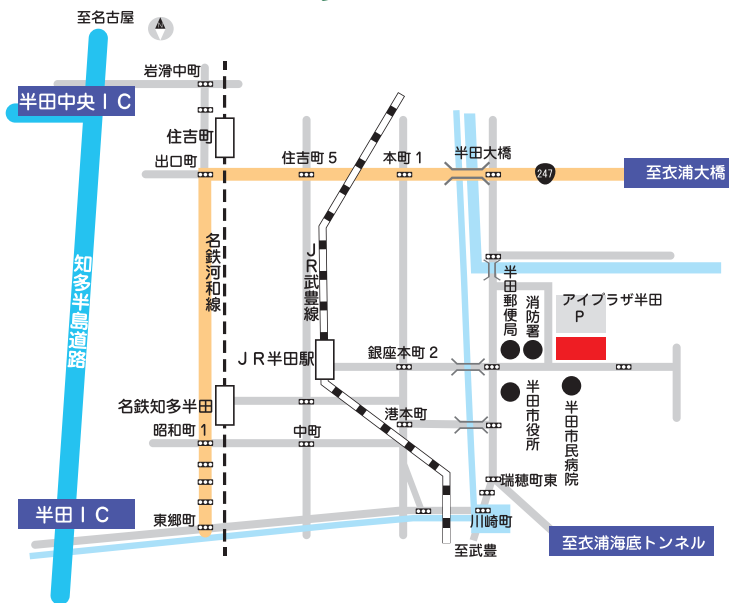 至名古屋
N
岩滑中町
半田中央IC
住吉町
出口町
住吉町5
本町1
半田大橋
247
至衣浦大橋
名鉄河和線
JR武豊線
知多半島道路
半田郵便局
消防署
アイプラザ半田
P
JR半田駅
銀座本町2
名鉄知多半田
港本町
半田市役所
半田市民病院
昭和町1
中町
瑞穂町東
半田IC
東郷町
川崎町
至衣浦海底トンネル
至武豊